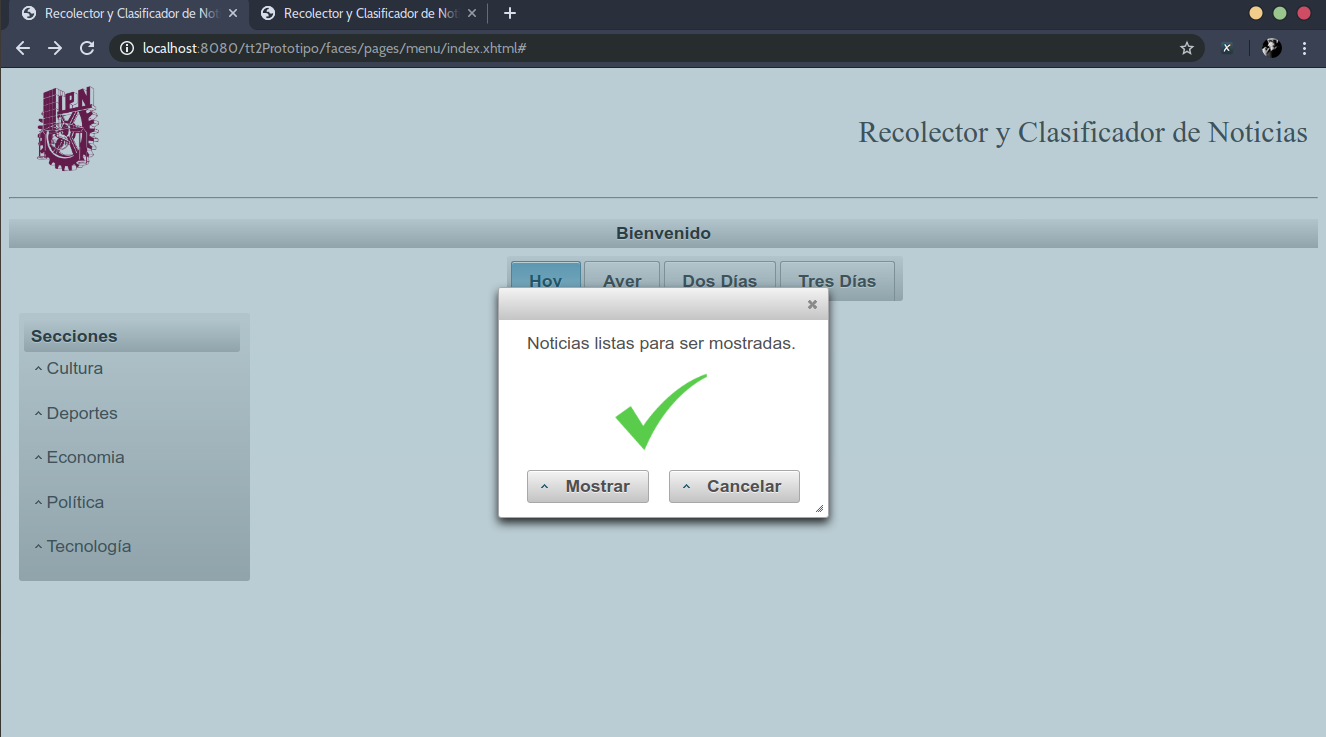 Recolector y Clasificador de Not
Recolector y Clasificador de Not
localhost:8080/tt2Prototipo/faces/pages/menu/index.xhtml#
IPN
Recolector y Clasificador de Noticias
Bienvenido
Hoy Ayer Dos Días Tres Días
Noticias listas para ser mostradas.
Mostrar Cancelar
Secciones
Cultura
Deportes
Economia
Política
Tecnología